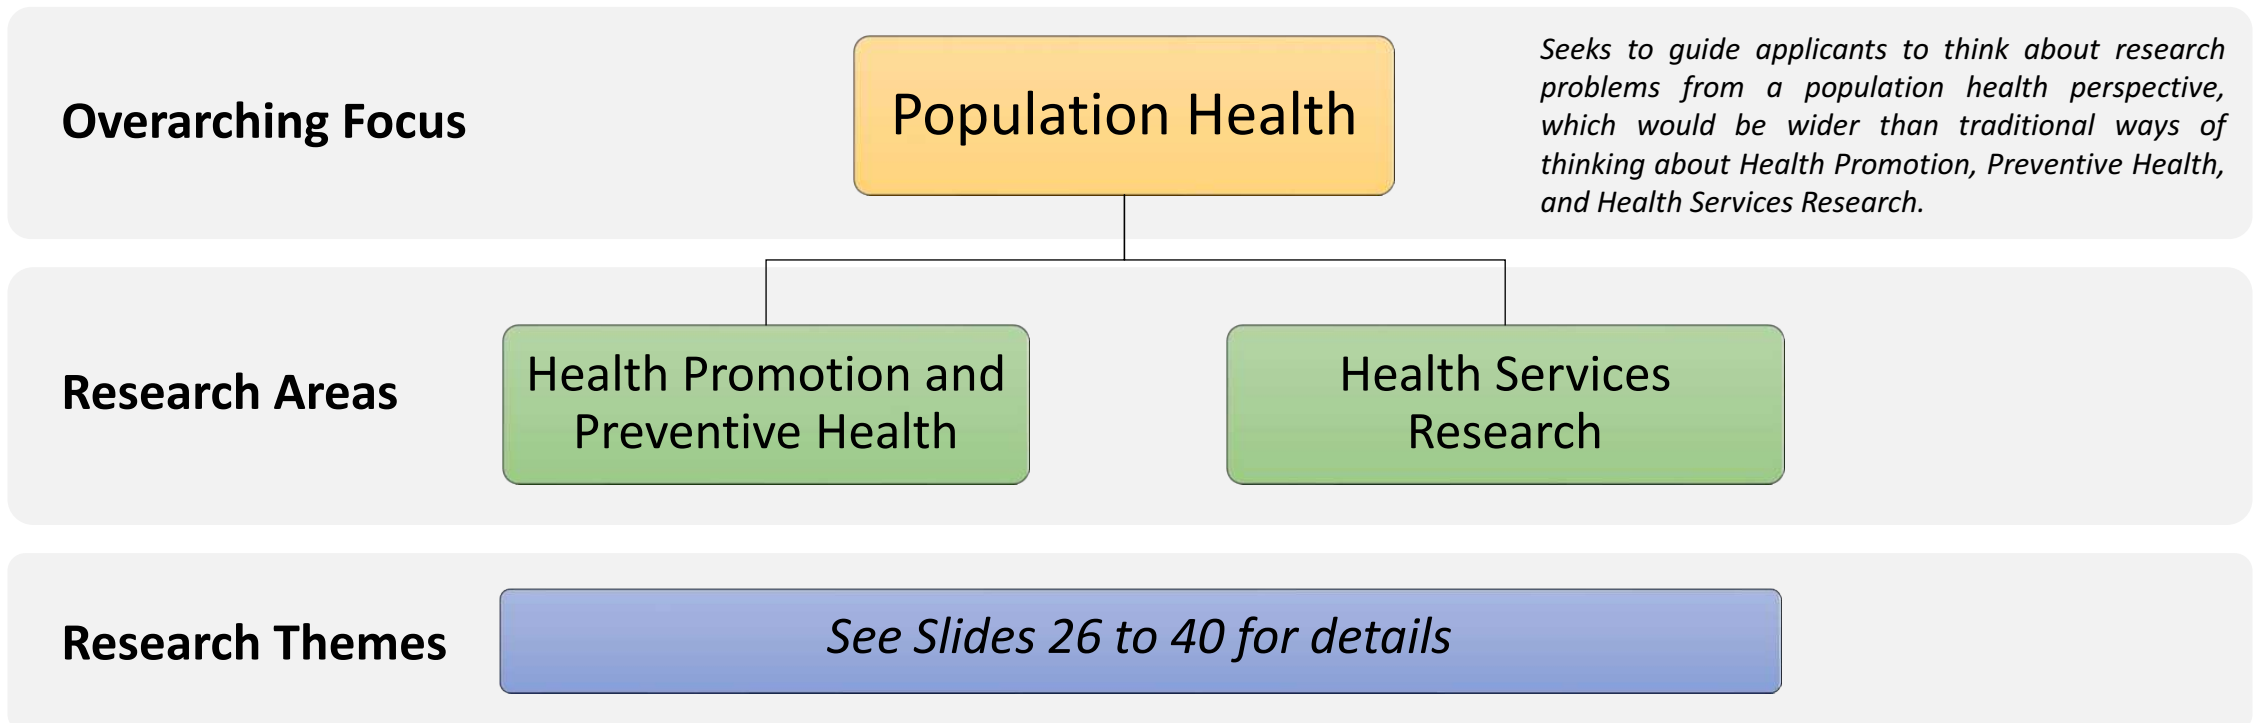 Overarching Focus
Population Health
Seeks to guide applicants to think about research
problems from a population health perspective,
which would be wider than traditional ways of
thinking about Health Promotion, Preventive Health,
and Health Services Research.
Research Areas
Health Promotion and
Preventive Health
Health Services
Research
Research Themes
See Slides 26 to 40 for details